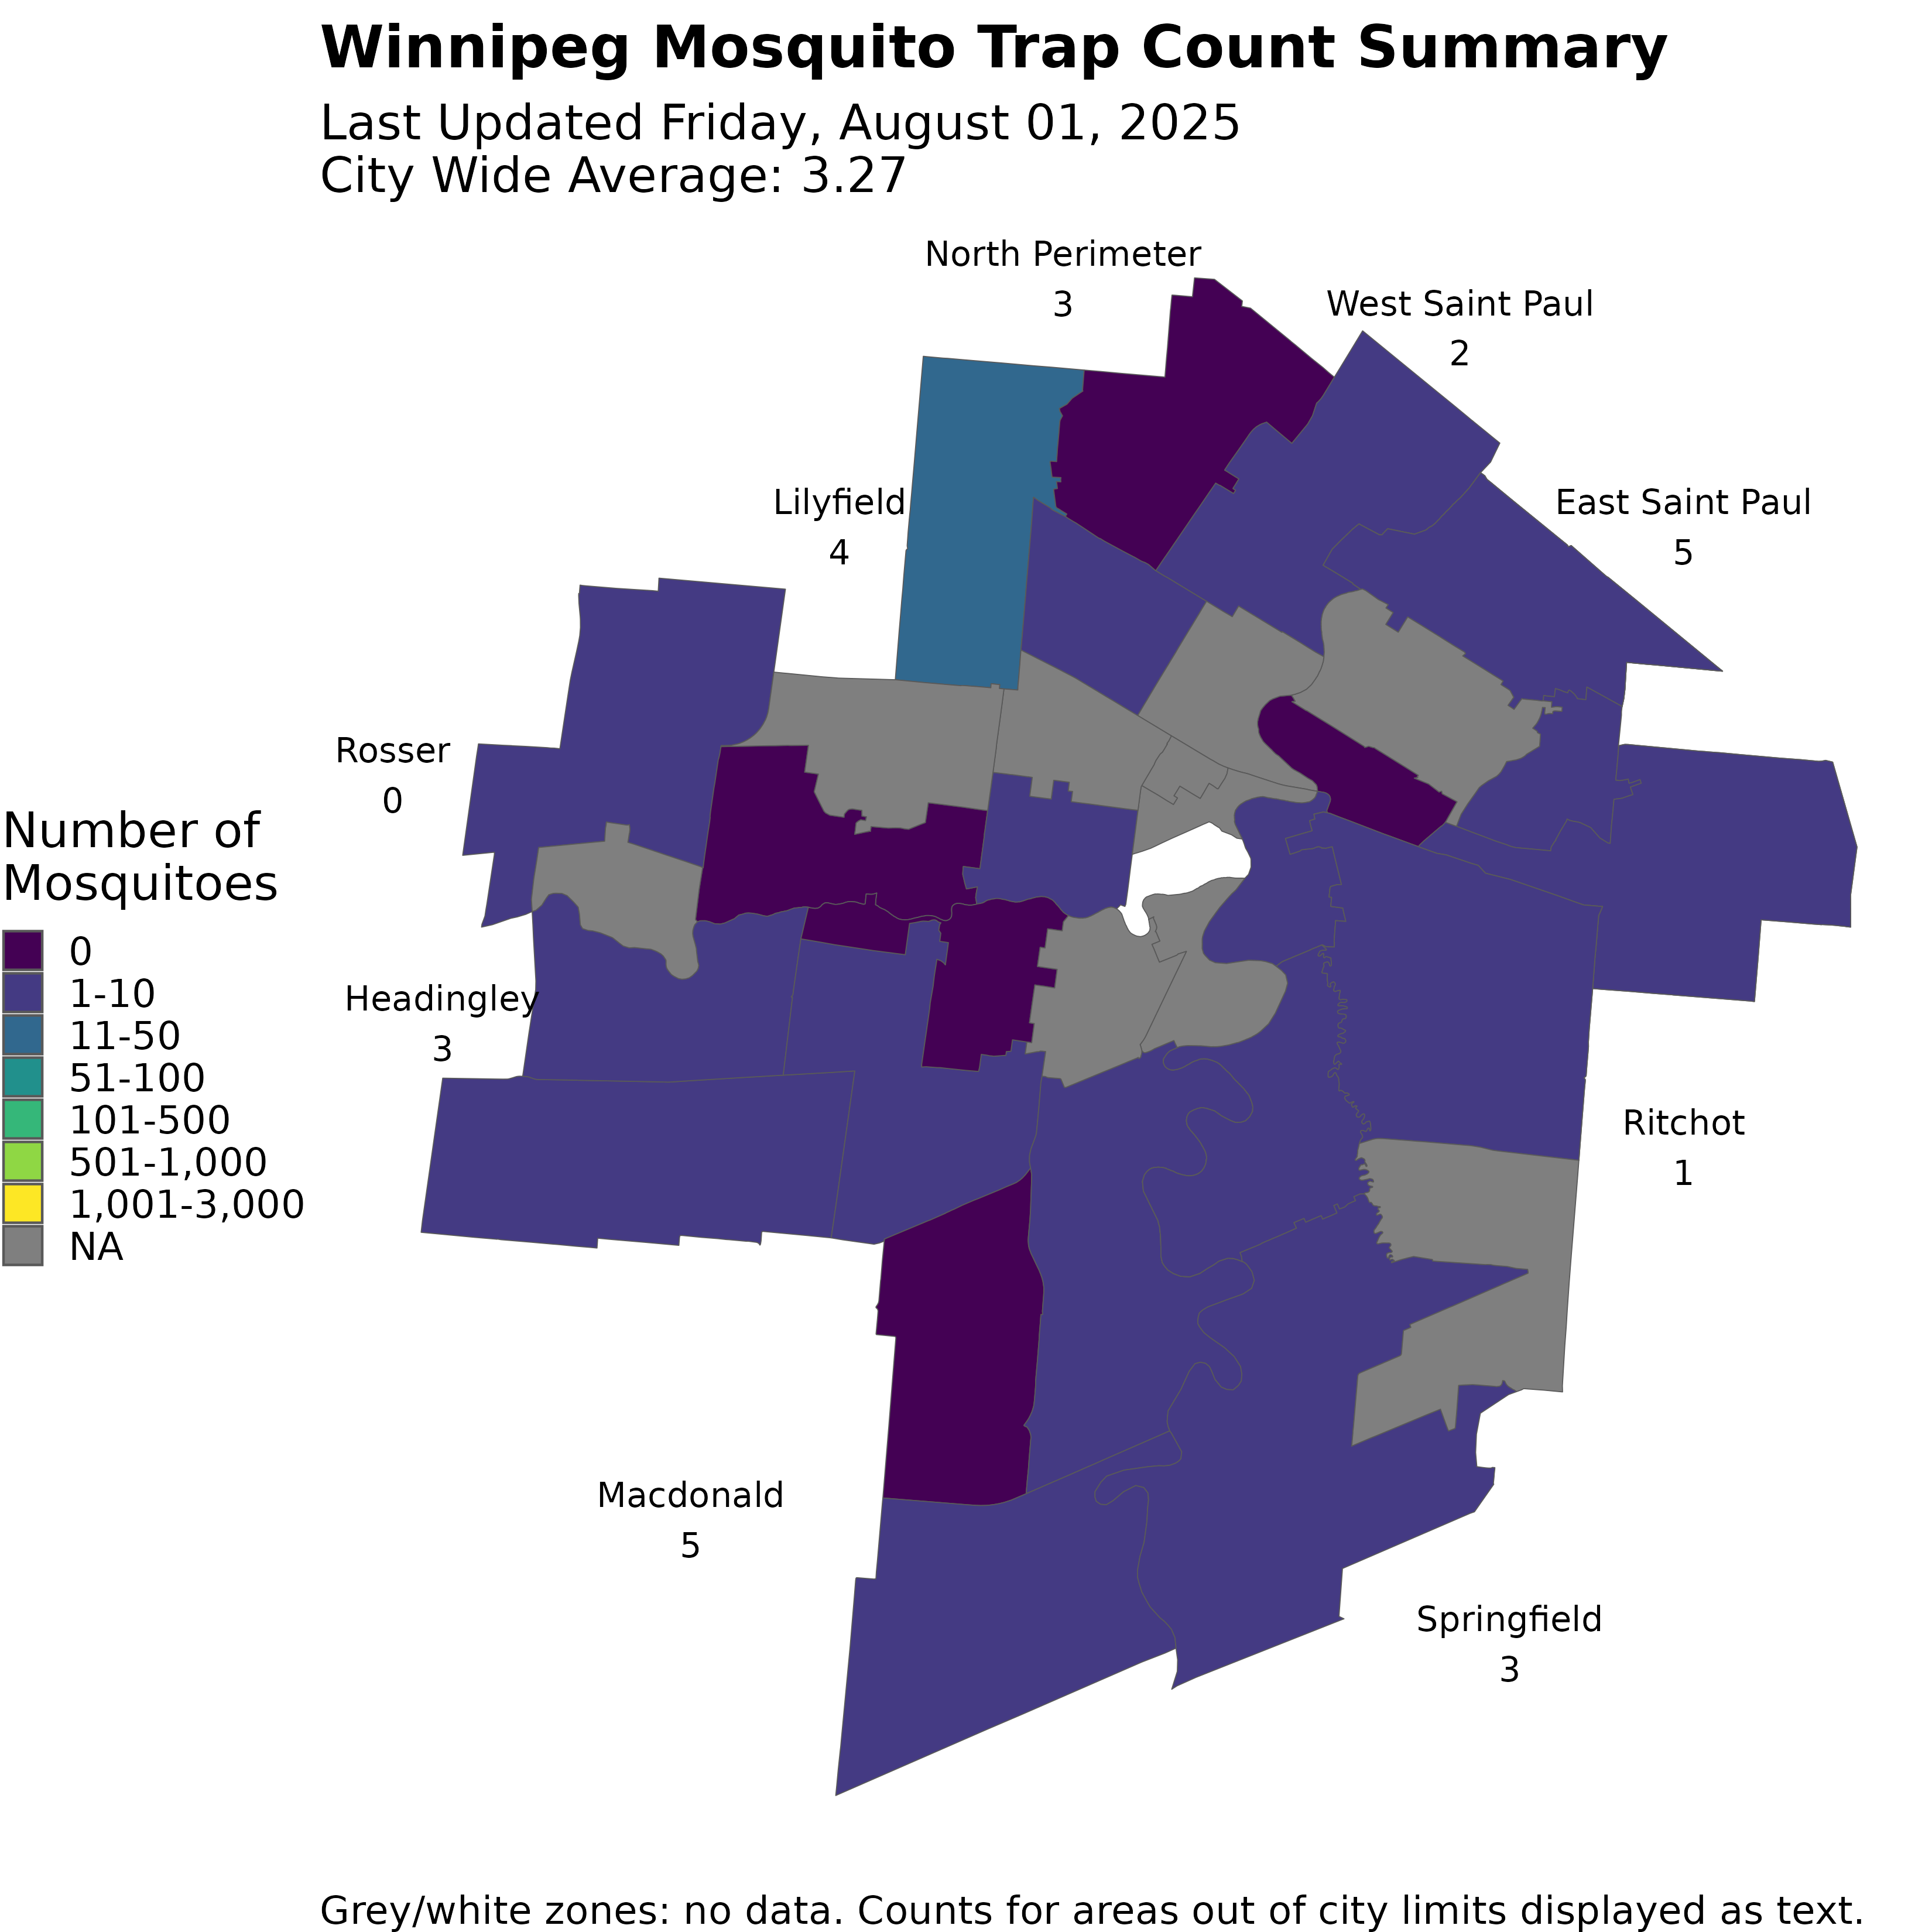 Winnipeg Mosquito Trap Count Summary
Last Updated Friday, August 01, 2025
City Wide Average: 3.27
North Perimeter
3
West Saint Paul
2
Lilyfield
4
East Saint Paul
5
Rosser
0
Number of
Mosquitoes
0
1-10
11-50
51-100
101-500
501-1,000
1,001-3,000
NA
Headingley
3
Ritchot
1
Macdonald
5
Springfield
3
Grey/white zones: no data. Counts for areas out of city limits displayed as text.